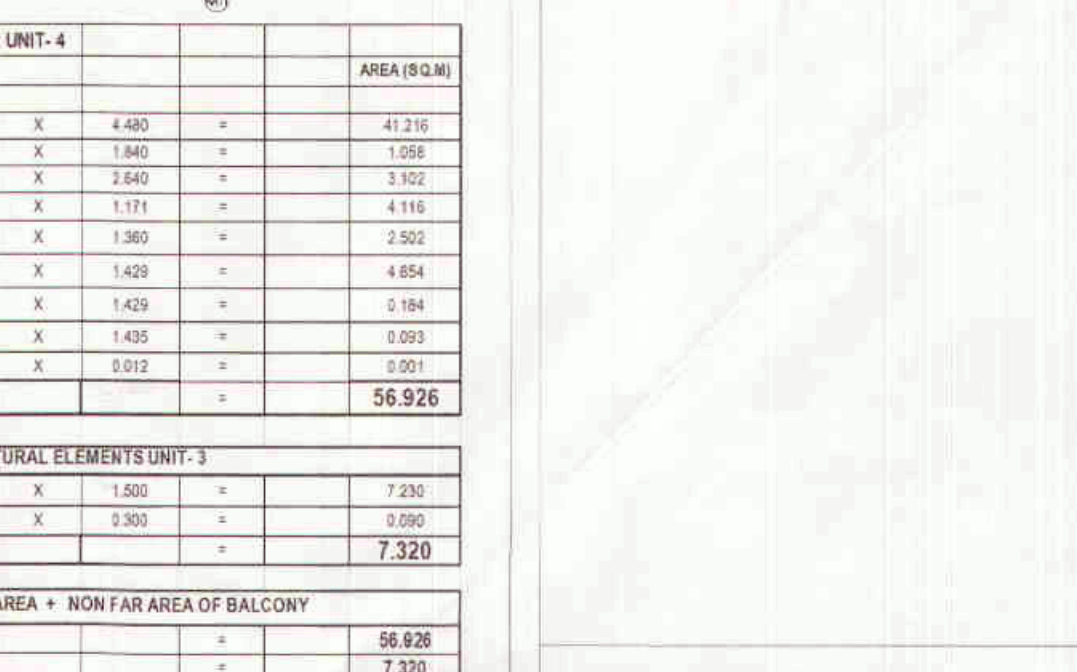 UNIT- 4
AREA (SQ.M)
X 4.480 = 41.216
X 1.840 = 1.058
X 2.640 = 3.102
X 1.171 = 4.116
X 1.360 = 2.502
X 1.429 = 4.654
X 1.429 = 0.184
X 1.435 = 0.093
X 0.012 = 0.001
= 56.926
TURAL ELEMENTS UNIT- 3
X 1.500 = 7.230
X 0.300 = 0.090
= 7.320
AREA + NON FAR AREA OF BALCONY
= 56.926
= 7.320